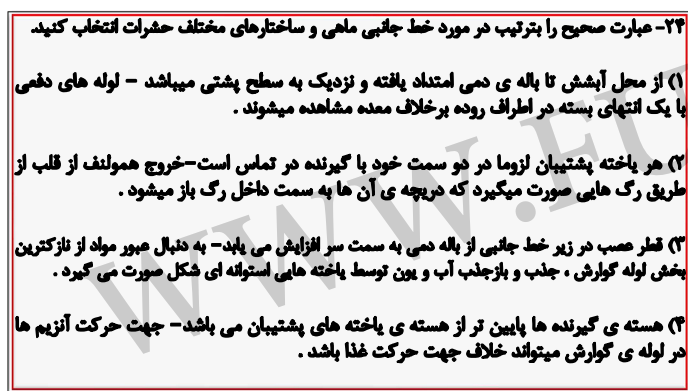 ۲۴- عبارت صحیح را بترتیب در مورد خط جانبی ماهی و ساختارهای مختلف حشرات انتخاب کنید.
۱) از محل آبشش تا باله ی دمی امتداد یافته و نزدیک به سطح پشتی میباشد – لوله های دفعی
با یک انتهای بسته در اطراف روده برخلاف معده مشاهده میشوند .
۲) هر یاخته پشتیبان لزوما در دو سمت خود با گیرنده در تماس است–خروج همولنف از قلب از
طریق رگ هایی صورت میگیرد که دریچه ی آن ها به سمت داخل رگ باز میشود .
۳) قطر عصب در زیر خط جانبی از باله دمی به سمت سر افزایش می یابد– به دنبال عبور مواد از نازکترین
بخش لوله گوارش ، جذب و بازجذب آب و یون توسط یاخته هایی استوانه ای شکل صورت می گیرد .
۴) هسته ی گیرنده ها پایین تر از هسته ی یاخته های پشتیبان می باشد– جهت حرکت آنزیم ها
در لوله ی گوارش میتواند خلاف جهت حرکت غذا باشد .
WWW.FU